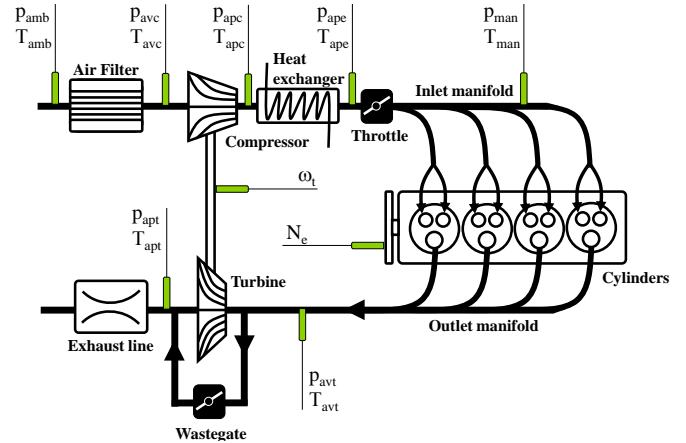 p_amb
T_amb
p_avc
T_avc
p_apc
T_apc
p_ape
T_ape
p_man
T_man
Air Filter
Heat
exchanger
Inlet manifold
Compressor
Throttle
ω_t
N_e
p_apt
T_apt
Turbine
Cylinders
Exhaust line
Outlet manifold
p_avt
T_avt
Wastegate